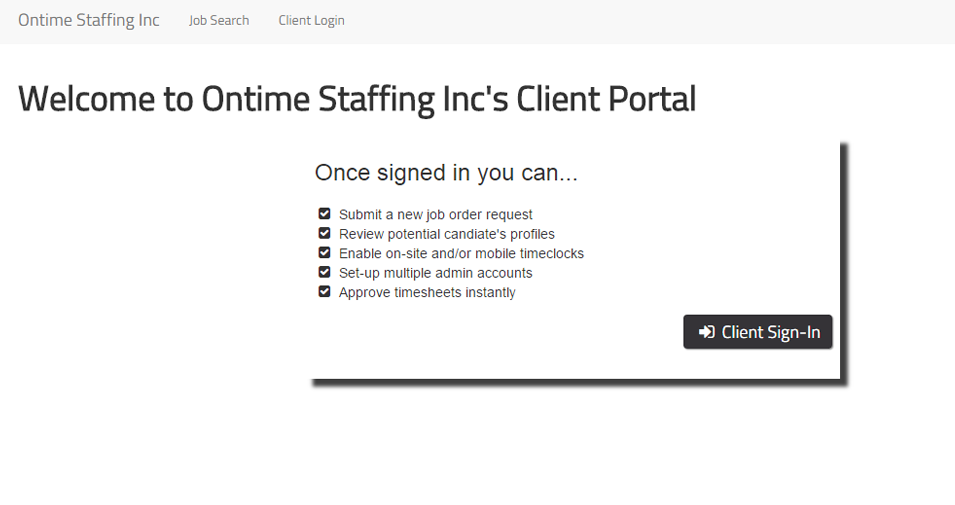 Ontime Staffing Inc Job Search Client Login
Welcome to Ontime Staffing Inc's Client Portal
Once signed in you can...
Submit a new job order request
Review potential candiate's profiles
Enable on-site and/or mobile timeclocks
Set-up multiple admin accounts
Approve timesheets instantly
Client Sign-In